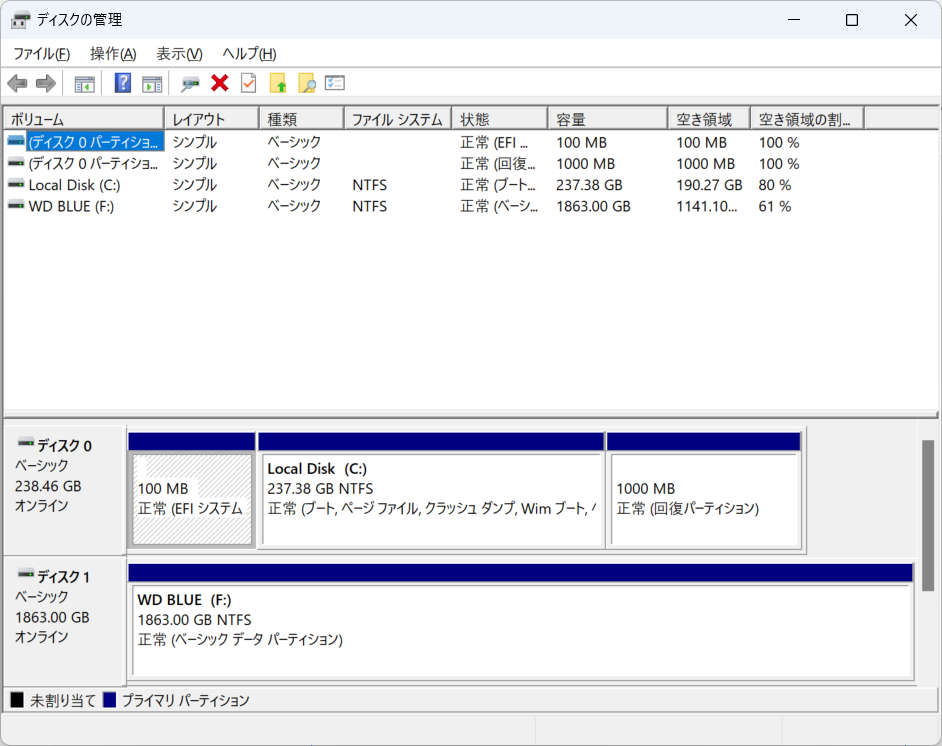 ディスクの管理
ファイル(F) 操作(A) 表示(V) ヘルプ(H)
ボリューム レイアウト 種類 ファイル システム 状態 容量 空き領域 空き領域の割...
(ディスク 0 パーティショ... シンプル ベーシック 正常 (EFI ... 100 MB 100 MB 100 %
(ディスク 0 パーティショ... シンプル ベーシック 正常 (回復... 1000 MB 1000 MB 100 %
Local Disk (C:) シンプル ベーシック NTFS 正常 (ブート... 237.38 GB 190.27 GB 80 %
WD BLUE (F:) シンプル ベーシック NTFS 正常 (ベーシ... 1863.00 GB 1141.10... 61 %
ディスク 0
ベーシック
238.46 GB
オンライン
100 MB
正常 (EFI システム
Local Disk (C:)
237.38 GB NTFS
正常 (ブート, ページ ファイル, クラッシュ ダンプ, Wim ブート,
1000 MB
正常 (回復パーティション)
ディスク 1
ベーシック
1863.00 GB
オンライン
WD BLUE (F:)
1863.00 GB NTFS
正常 (ベーシック データ パーティション)
未割り当て プライマリ パーティション